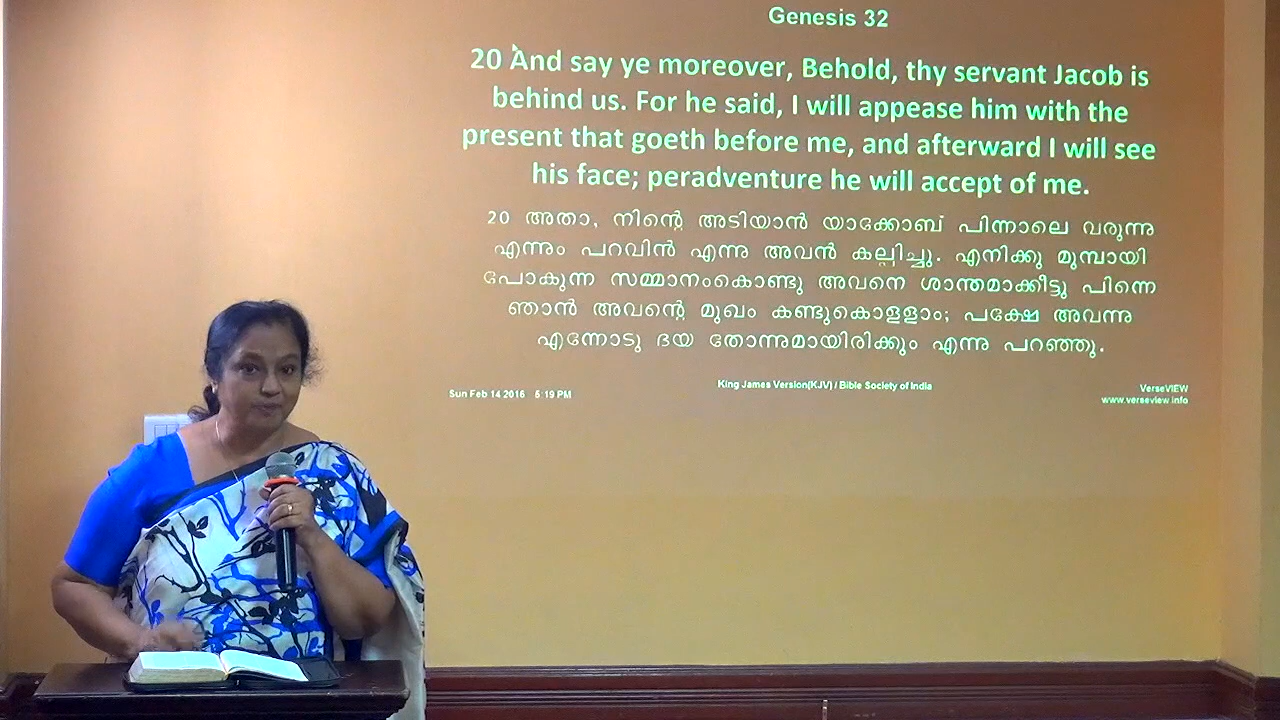 Genesis 32
20 And say ye moreover, Behold, thy servant Jacob is
behind us. For he said, I will appease him with the
present that goeth before me, and afterward I will see
his face; peradventure he will accept of me.
20 അതാ, നിന്റെ അടിയാൻ യാക്കോബ് പിന്നാലെ വരുന്നു
എന്നും പറവിൻ എന്നു അവൻ കല്പിച്ചു. എനിക്കു മുമ്പായി
പോകുന്ന സമ്മാനംകൊണ്ടു അവനെ ശാന്തമാക്കീട്ടു പിന്നെ
ഞാൻ അവന്റെ മുഖം കണ്ടുകൊളളാം; പക്ഷേ അവന്നു
എന്നോടു ദയ തോന്നുമായിരിക്കും എന്നു പറഞ്ഞു.
King James Version(KJV) / Bible Society of India
Sun Feb 14 2016 5:19 PM
VerseVIEW
www.verseview.info